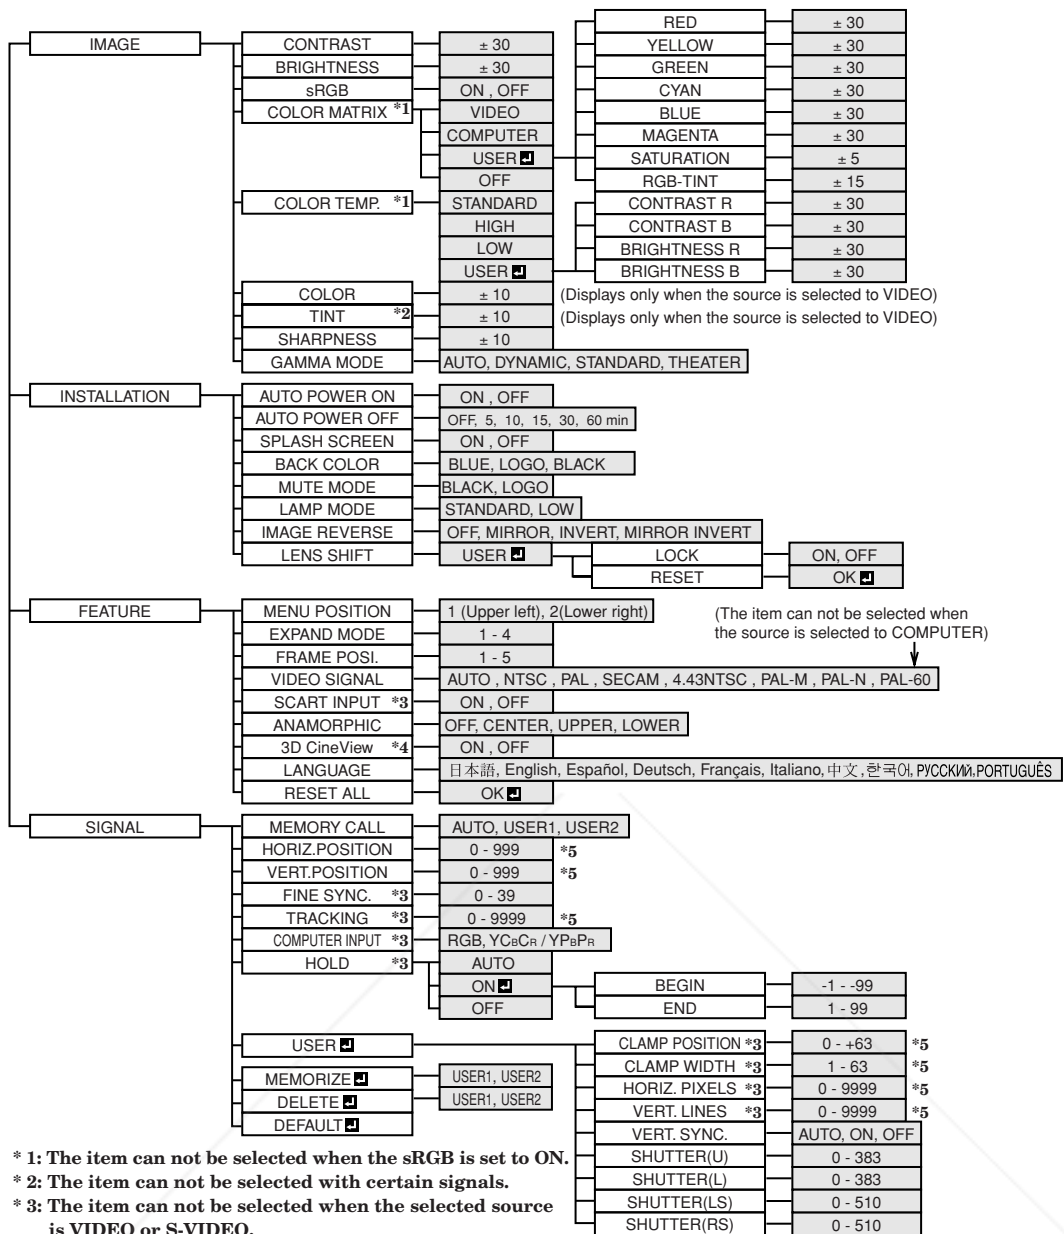 RED ± 30
IMAGE CONTRAST ± 30 YELLOW ± 30
BRIGHTNESS ± 30 GREEN ± 30
sRGB ON , OFF CYAN ± 30
COLOR MATRIX *1 VIDEO BLUE ± 30
COMPUTER MAGENTA ± 30
USER SATURATION ± 5
OFF RGB-TINT ± 15
COLOR TEMP. *1 STANDARD CONTRAST R ± 30
HIGH CONTRAST B ± 30
LOW BRIGHTNESS R ± 30
USER BRIGHTNESS B ± 30
COLOR ± 10 (Displays only when the source is selected to VIDEO)
TINT *2 ± 10 (Displays only when the source is selected to VIDEO)
SHARPNESS ± 10
GAMMA MODE AUTO, DYNAMIC, STANDARD, THEATER
INSTALLATION AUTO POWER ON ON , OFF
AUTO POWER OFF OFF, 5, 10, 15, 30, 60 min
SPLASH SCREEN ON , OFF
BACK COLOR BLUE, LOGO, BLACK
MUTE MODE BLACK, LOGO
LAMP MODE STANDARD, LOW
IMAGE REVERSE OFF, MIRROR, INVERT, MIRROR INVERT
LENS SHIFT USER LOCK ON, OFF
RESET OK
FEATURE MENU POSITION 1 (Upper left), 2(Lower right) (The item can not be selected when
EXPAND MODE 1 - 4 the source is selected to COMPUTER)
FRAME POSI. 1 - 5
VIDEO SIGNAL AUTO , NTSC , PAL , SECAM , 4.43NTSC , PAL-M , PAL-N , PAL-60
SCART INPUT *3 ON , OFF
ANAMORPHIC OFF, CENTER, UPPER, LOWER
3D CineView *4 ON , OFF
LANGUAGE 日本語, English, Español, Deutsch, Français, Italiano, 中文, 한국어, РУССКИЙ, PORTUGUÊS
RESET ALL OK
SIGNAL MEMORY CALL AUTO, USER1, USER2
HORIZ.POSITION 0 - 999 *5
VERT.POSITION 0 - 999 *5
FINE SYNC. *3 0 - 39
TRACKING *3 0 - 9999 *5
COMPUTER INPUT *3 RGB, YCBCR / YPBPR
HOLD *3 AUTO
ON BEGIN -1 - -99
OFF END 1 - 99
USER CLAMP POSITION *3 0 - +63 *5
MEMORIZE USER1, USER2 CLAMP WIDTH *3 1 - 63 *5
DELETE USER1, USER2 HORIZ. PIXELS *3 0 - 9999 *5
DEFAULT VERT. LINES *3 0 - 9999 *5
VERT. SYNC. AUTO, ON, OFF
SHUTTER(U) 0 - 383
SHUTTER(L) 0 - 383
SHUTTER(LS) 0 - 510
SHUTTER(RS) 0 - 510
* 1: The item can not be selected when the sRGB is set to ON.
* 2: The item can not be selected with certain signals.
* 3: The item can not be selected when the selected source
is VIDEO or S-VIDEO.